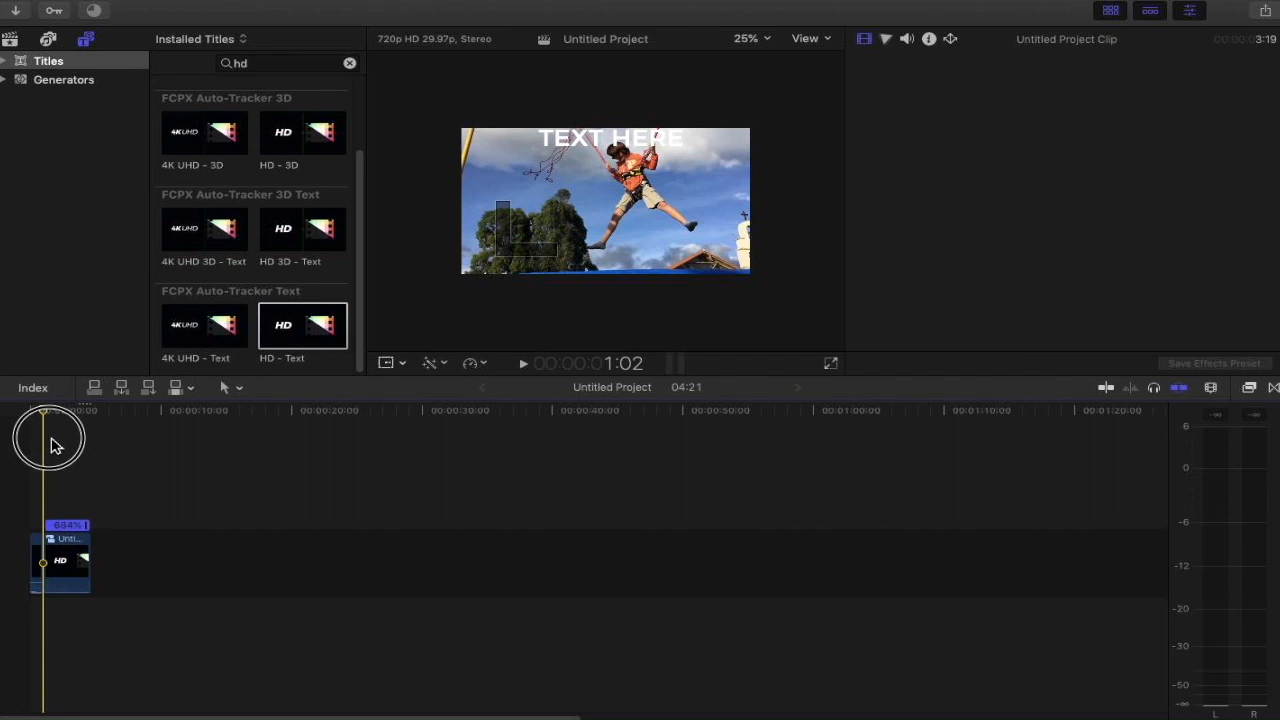 Installed Titles
720p HD 29.97p, Stereo
Untitled Project
25%
View
Untitled Project Clip
00:00:03:19
Titles
hd
Generators
FCPX Auto-Tracker 3D
4K UHD
HD
4K UHD - 3D
HD - 3D
FCPX Auto-Tracker 3D Text
4K UHD
HD
4K UHD 3D - Text
HD 3D - Text
FCPX Auto-Tracker Text
4K UHD
HD
4K UHD - Text
HD - Text
TEXT HERE
00:00:01:02
Save Effects Preset
Index
Untitled Project
04:21
00:00:10:00
00:00:20:00
00:00:30:00
00:00:40:00
00:00:50:00
00:01:00:00
00:01:10:00
00:01:20:00
684%
Unti...
HD
-∞ -∞
6
0
-6
-12
-20
-30
-50
-∞
L R